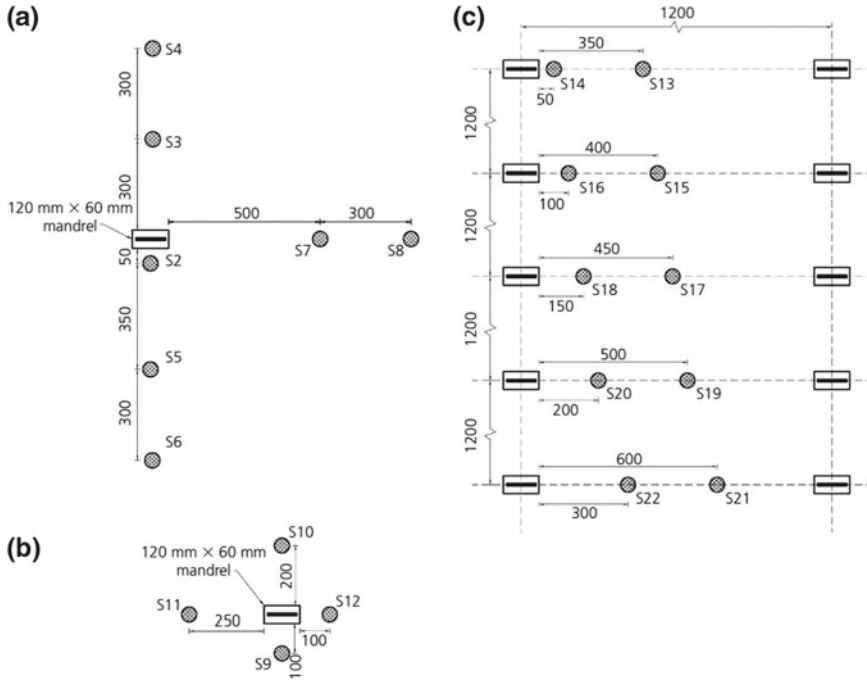 (a)
S4
300
S3
300
120 mm × 60 mm
mandrel
500
300
S7
S8
50
S2
350
S5
300
S6
(b)
120 mm × 60 mm
mandrel
S10
200
S11
S12
250
100
S9
100
(c)
1200
350
S14
S13
50
1200
400
S16
S15
100
1200
450
S18
S17
150
1200
500
S20
S19
200
1200
600
S22
S21
300